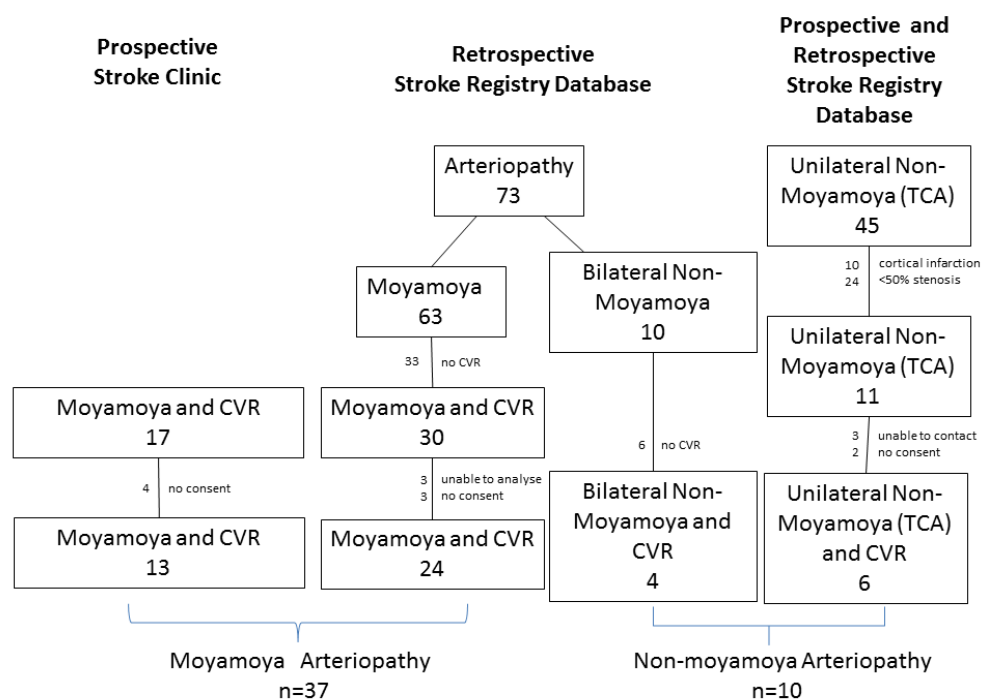 Prospective
Stroke Clinic
Retrospective
Stroke Registry Database
Prospective and
Retrospective
Stroke Registry
Database
Arteriopathy
73
Unilateral Non-
Moyamoya (TCA)
45
10 cortical infarction
24 <50% stenosis
Moyamoya
63
Bilateral Non-
Moyamoya
10
Unilateral Non-
Moyamoya (TCA)
11
33 no CVR
Moyamoya and CVR
17
Moyamoya and CVR
30
6 no CVR
3 unable to contact
2 no consent
4 no consent
3 unable to analyse
3 no consent
Moyamoya and CVR
13
Moyamoya and CVR
24
Bilateral Non-
Moyamoya and
CVR
4
Unilateral Non-
Moyamoya (TCA)
and CVR
6
Moyamoya Arteriopathy
n=37
Non-moyamoya Arteriopathy
n=10